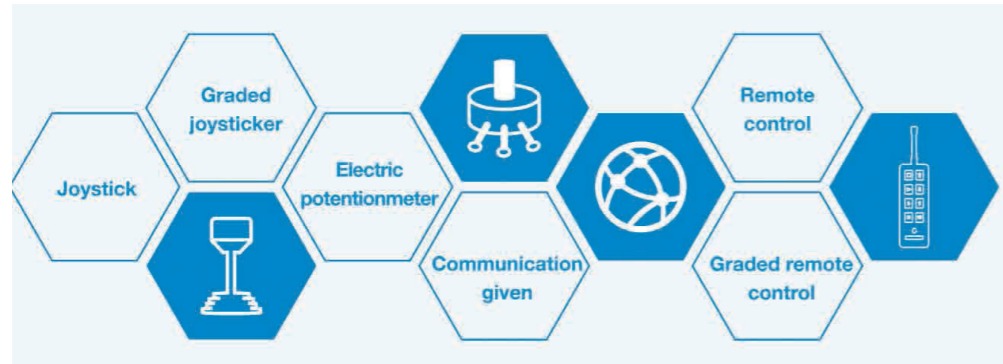 Joystick
Graded
joysticker
Electric
potentionmeter
Communication
given
Remote
control
Graded remote
control